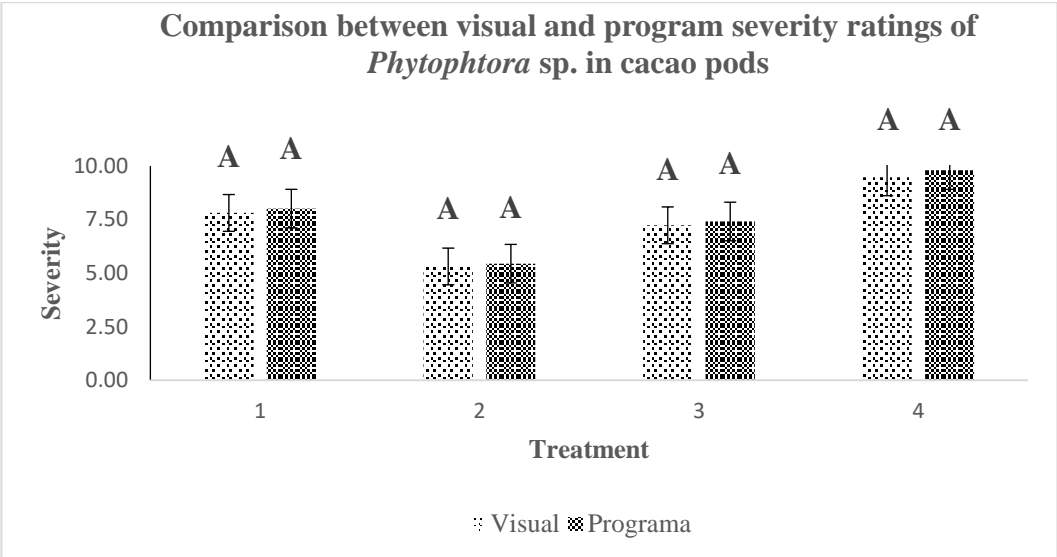 Comparison between visual and program severity ratings of
Phytophtora sp. in cacao pods
A A A A A A A A
10.00
7.50
5.00
2.50
0.00
Severity
1 2 3 4
Treatment
Visual Programa